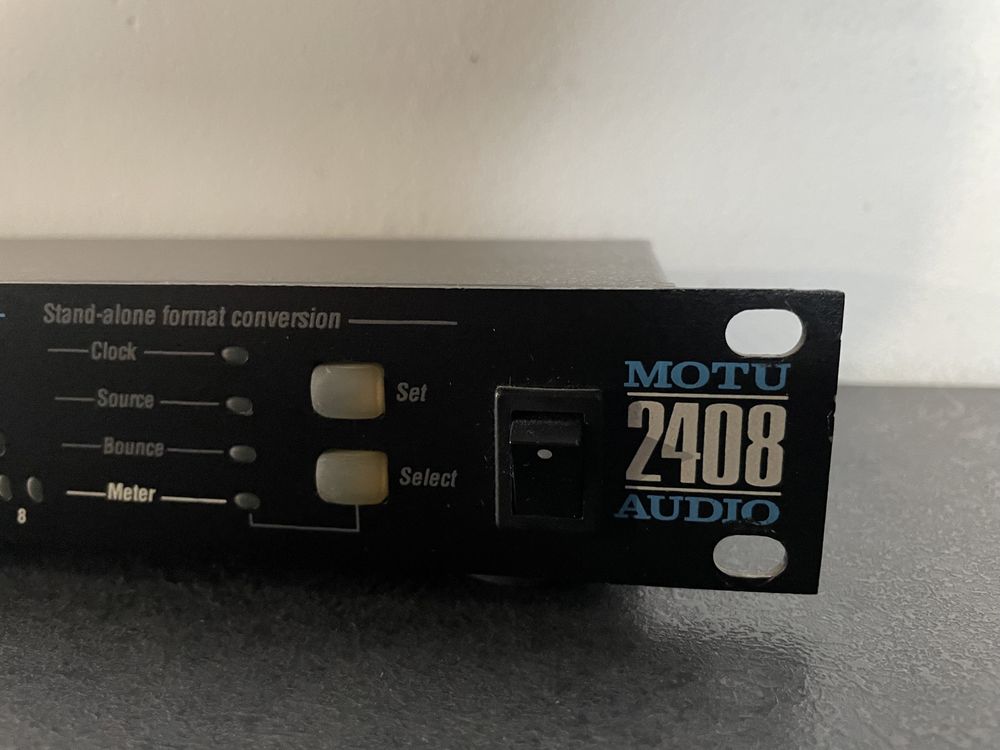 Stand-alone format conversion
Clock
Source
Bounce
Meter
8
Set
Select
MOTU
2408
AUDIO